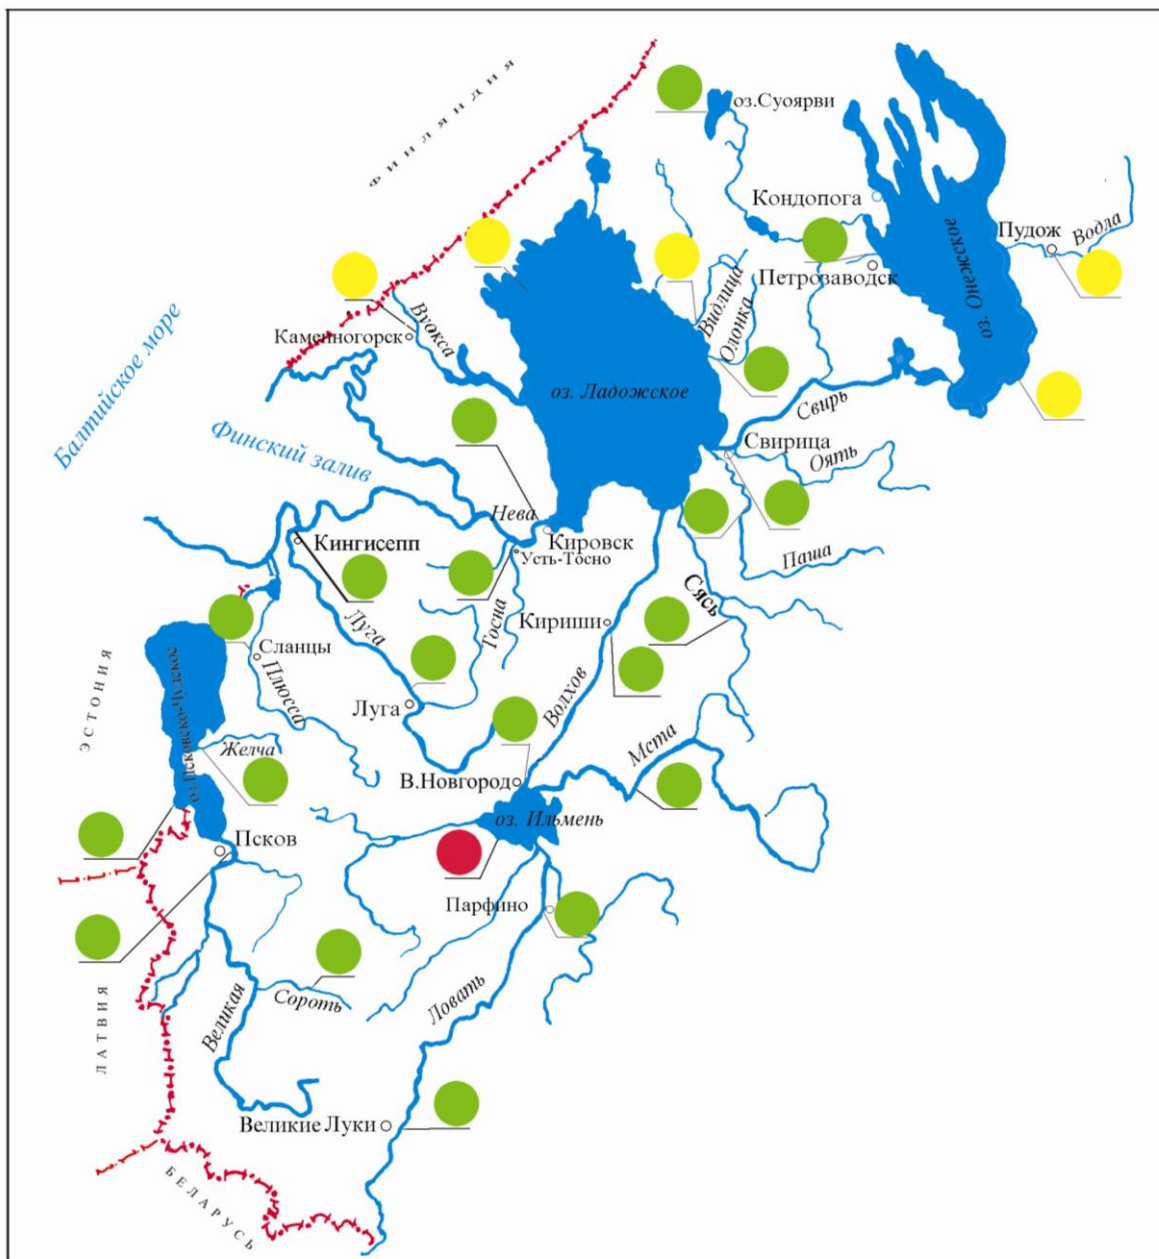 ФИНЛЯНДИЯ
оз.Суоярви
Кондопога
Пудож
Водла
оз. Онежское
Петрозаводск
Видлица
Олонка
Вуокса
Каменногорск
Балтийское море
Финский залив
оз. Ладожское
Свирь
Свирица
Оять
Нева
Кировск
Усть-Тосно
Паша
Кингисепп
Сясь
Тосна
Кириши
Луга
Сланцы
Плюсса
Луга
Волхов
Мста
ЭСТОНИЯ
оз Псковско-Чудское
Желча
В.Новгород
оз. Ильмень
Псков
Парфино
Ловать
Сороть
Великая
ЛАТВИЯ
Великие Луки
БЕЛАРУСЬ